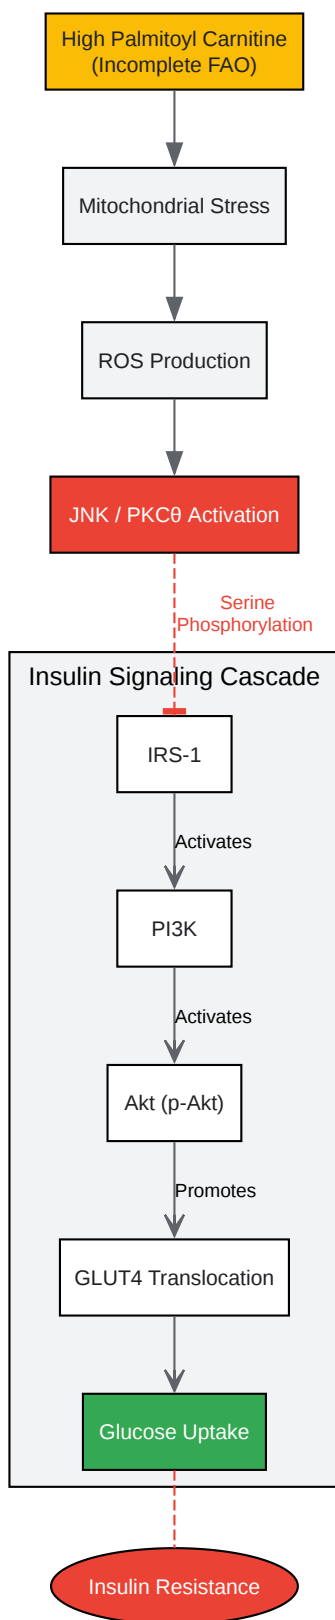 High Palmitoyl Carnitine
(Incomplete FAO)
Mitochondrial Stress
ROS Production
JNK / PKCθ Activation
Serine
Phosphorylation
Insulin Signaling Cascade
IRS-1
Activates
PI3K
Activates
Akt (p-Akt)
Promotes
GLUT4 Translocation
Glucose Uptake
Insulin Resistance